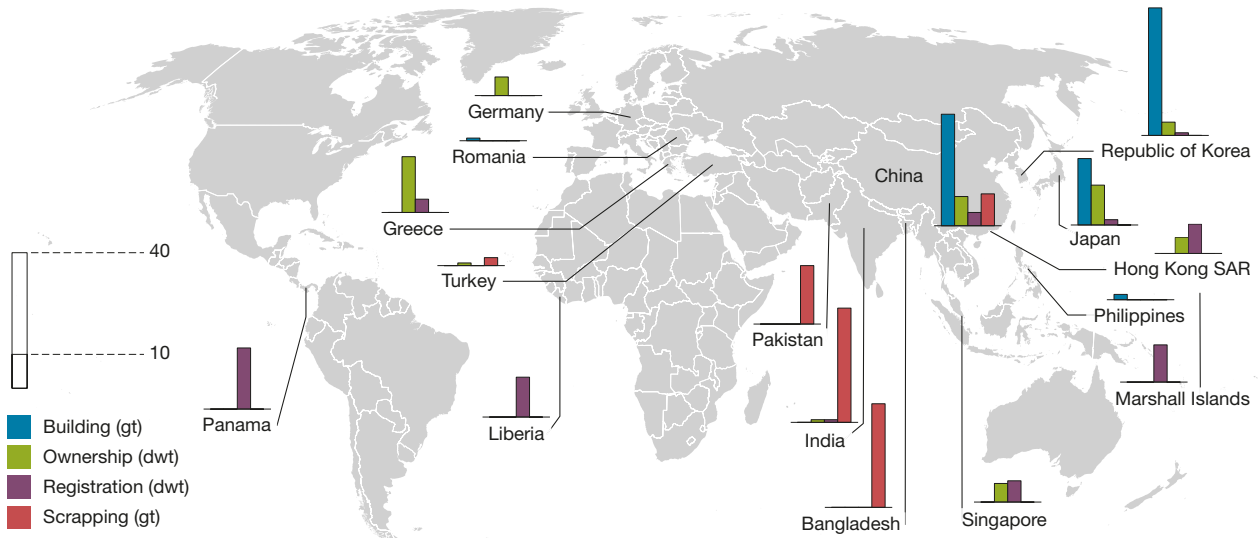 Germany
Romania
Greece
Turkey
China
Republic of Korea
Japan
Hong Kong SAR
Philippines
Marshall Islands
40
10
Pakistan
India
Bangladesh
Singapore
Panama
Liberia
Building (gt)
Ownership (dwt)
Registration (dwt)
Scrapping (gt)